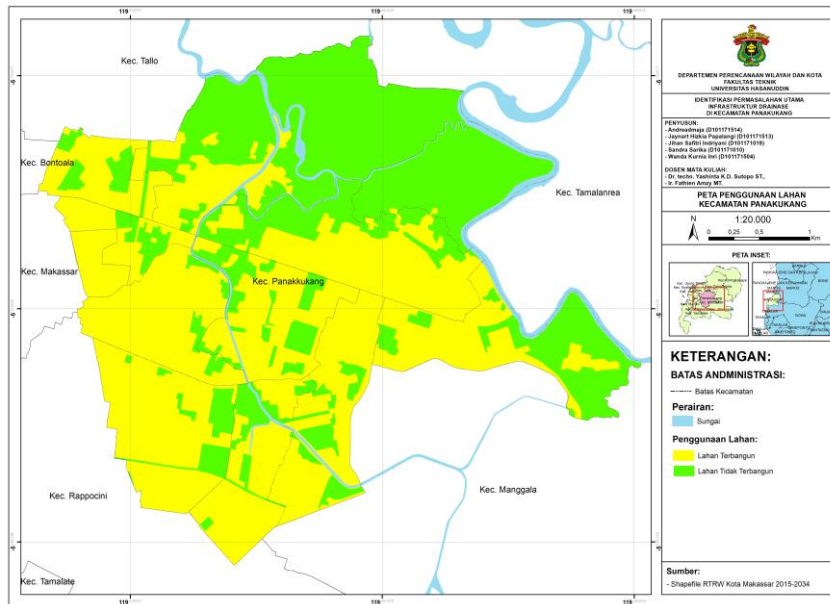 119
119
119
Kec. Tallo
Kec. Bontoala
Kec. Tamalanrea
Kec. Makassar
Kec. Panakkukang
Kec. Rappocini
Kec. Manggala
Kec. Tamalate
119
119
119
DEPARTEMEN PERENCANAAN WILAYAH DAN KOTA
FAKULTAS TEKNIK
UNIVERSITAS HASANUDDIN
IDENTIFIKASI PERMASALAHAN UTAMA
INFRASTRUKTUR DRAINASE
DI KECAMATAN PANAKUKANG
PENYUSUN:
- Andreadmaja (D101171514)
- Jaynart Hizkia Papalangi (D101171513)
- Jihan Safitri Indriyani (D101171019)
- Sandra Sarika (D101171010)
- Wanda Kurnia Inri (D101171504)
DOSEN MATA KULIAH:
- Dr. techn. Yashinta K.D. Sutopo ST.,
- Ir. Fathien Amzy MT.
PETA PENGGUNAAN LAHAN
KECAMATAN PANAKUKANG
N
1:20.000
0 0,25 0,5 1
Km
PETA INSET:
KETERANGAN:
BATAS ANDMINISTRASI:
Batas Kecamatan
Perairan:
Sungai
Penggunaan Lahan:
Lahan Terbangun
Lahan Tidak Terbangun
Sumber:
- Shapefile RTRW Kota Makassar 2015-2034